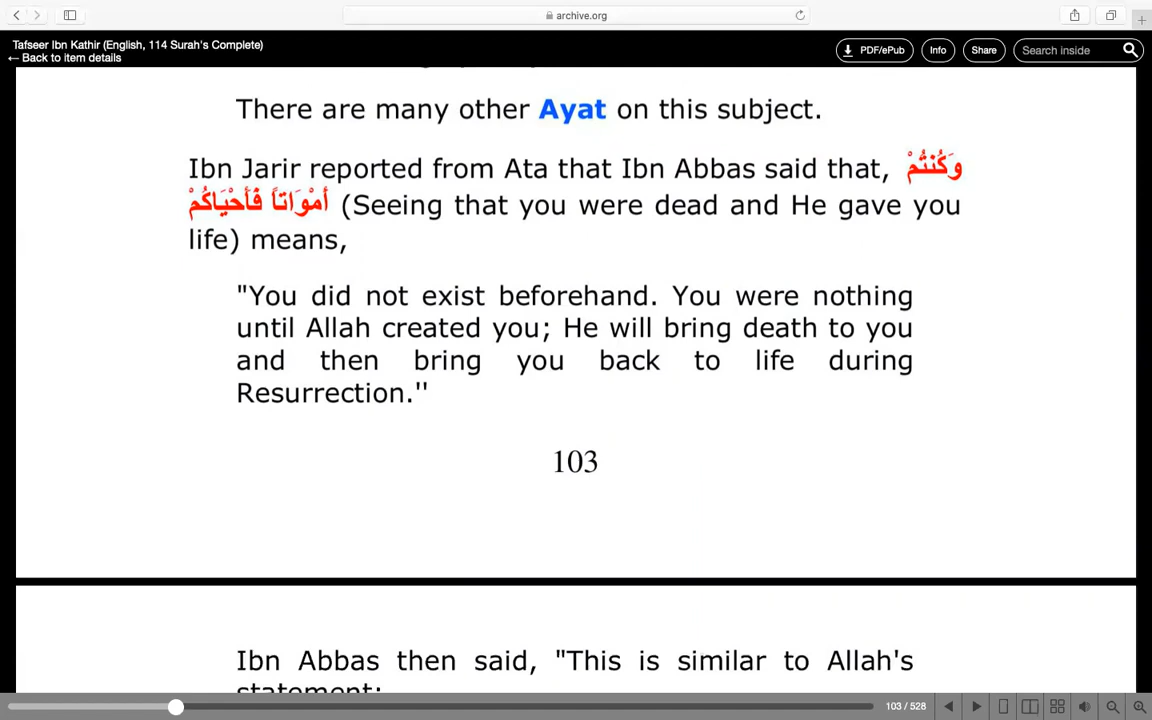 archive.org
Tafseer Ibn Kathir (English, 114 Surah's Complete)
← Back to item details
PDF/ePub
Info
Share
Search inside
There are many other Ayat on this subject.
Ibn Jarir reported from Ata that Ibn Abbas said that, وَكُنتُمْ
أَمْوَاتاً فَأَحْيَاكُمْ (Seeing that you were dead and He gave you
life) means,
"You did not exist beforehand. You were nothing
until Allah created you; He will bring death to you
and then bring you back to life during
Resurrection.''
103
Ibn Abbas then said, "This is similar to Allah's
statement:
103 / 528